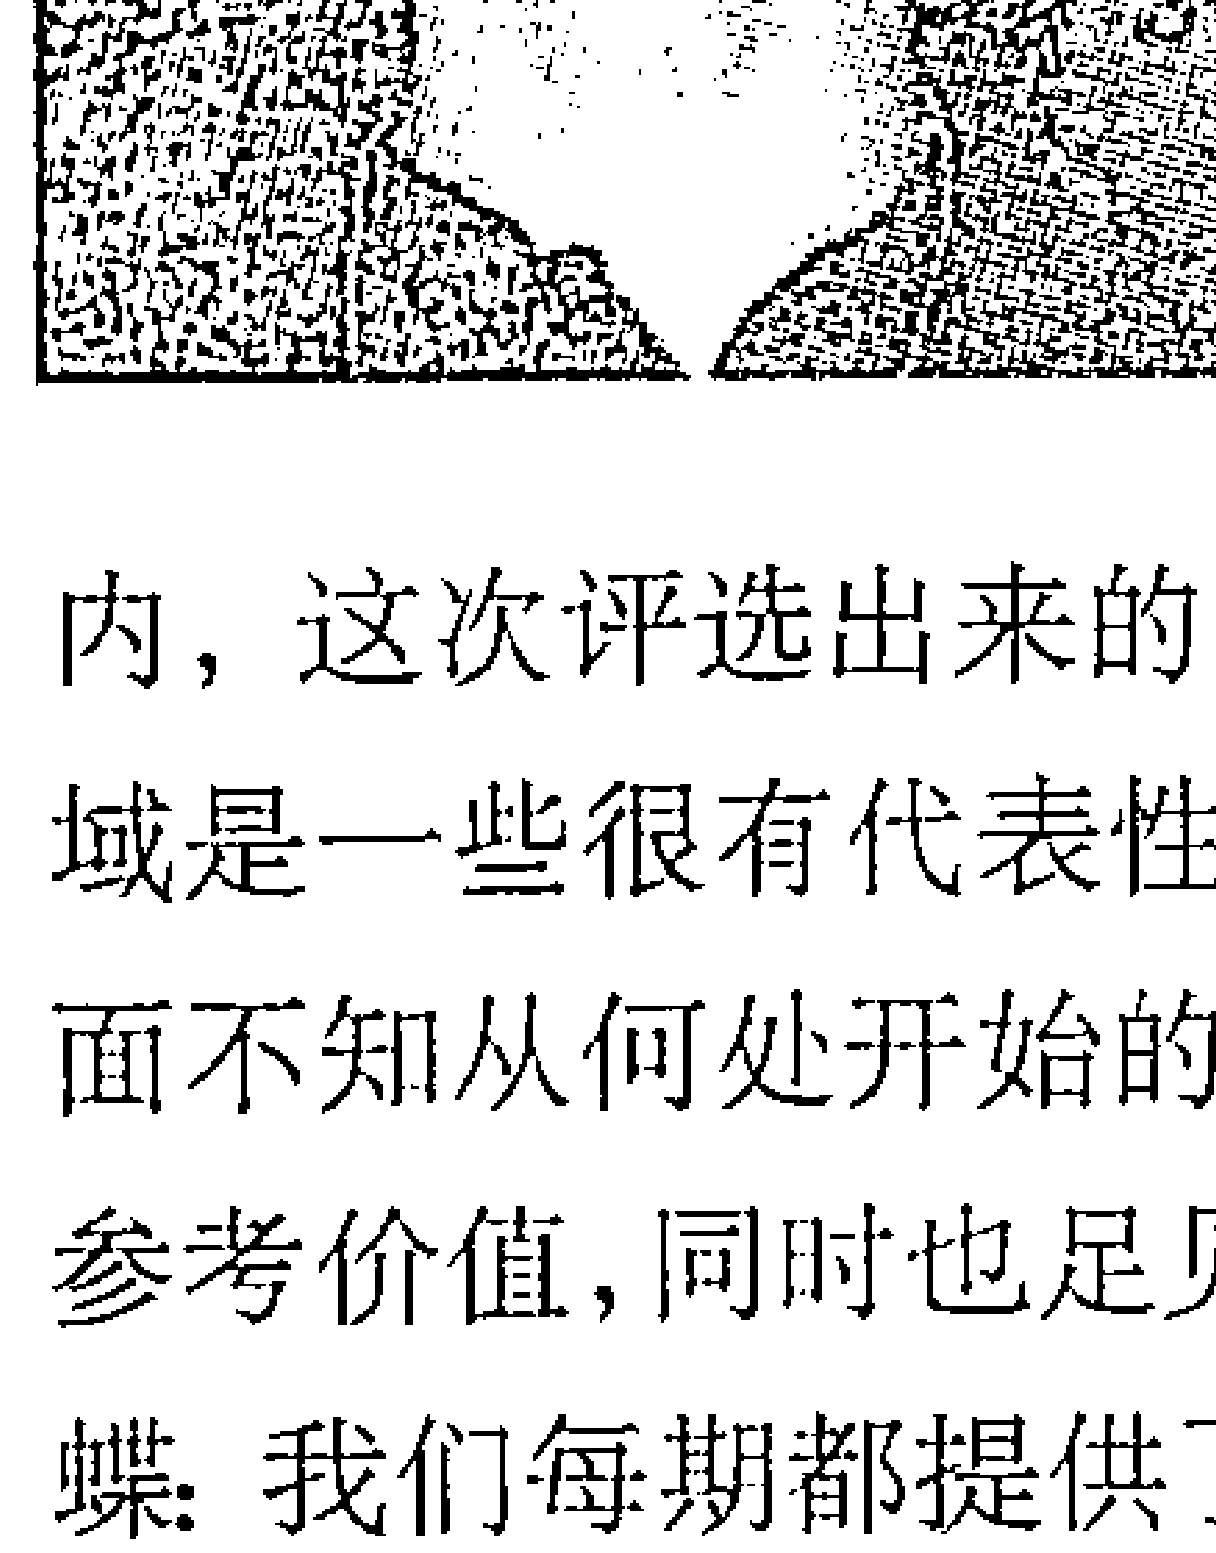 内，这次评选出来的
域是一些很有代表性
面不知从何处开始的
参考价值，同时也足
蝶：我们每期都提供